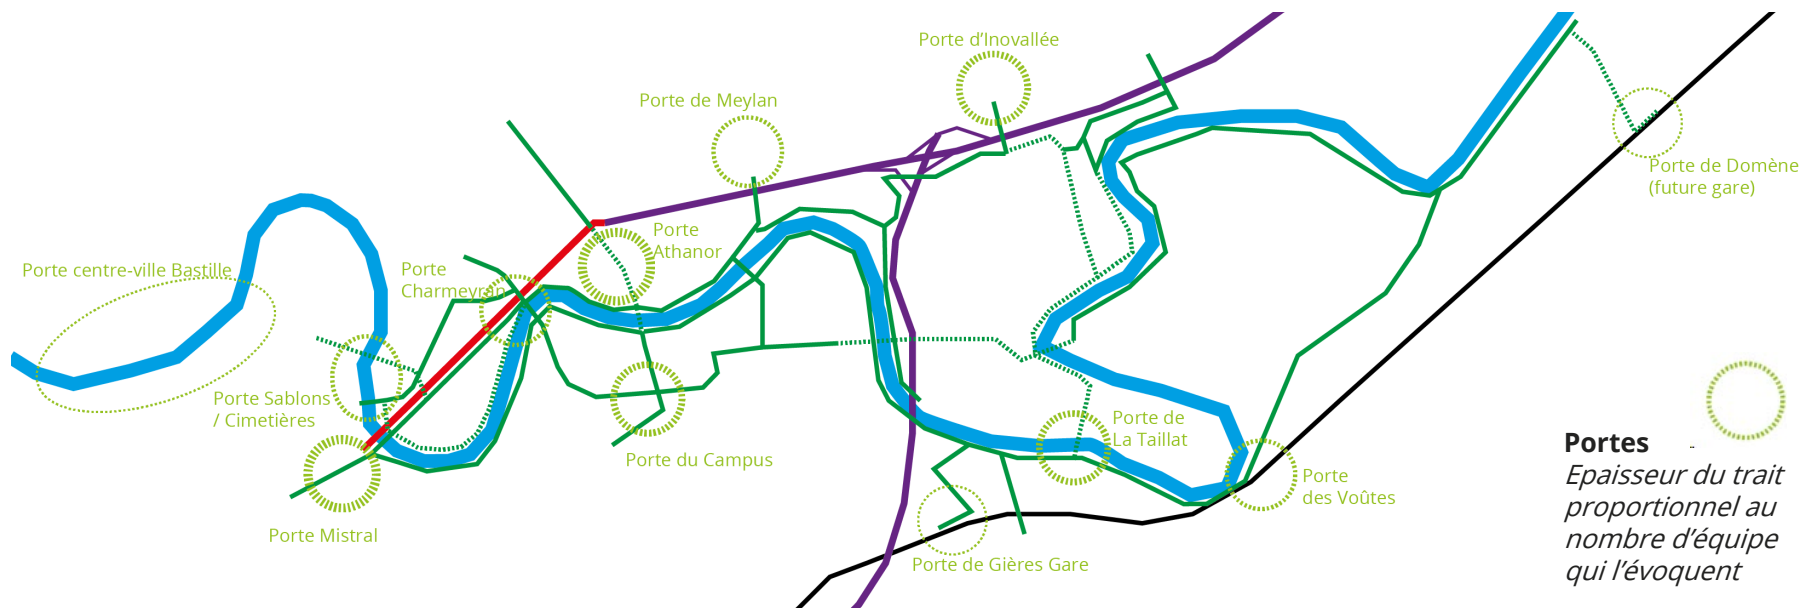 Porte d'Inovallée
Porte de Meylan
Porte de Domène
(future gare)
Porte
Athanor
Porte centre-ville Bastille
Porte
Charmeyran
Porte Sablons
/ Cimetières
Porte de
La Taillat
Porte du Campus
Porte
des Voûtes
Porte Mistral
Porte de Gières Gare
Portes
Epaisseur du trait
proportionnel au
nombre d'équipe
qui l'évoquent